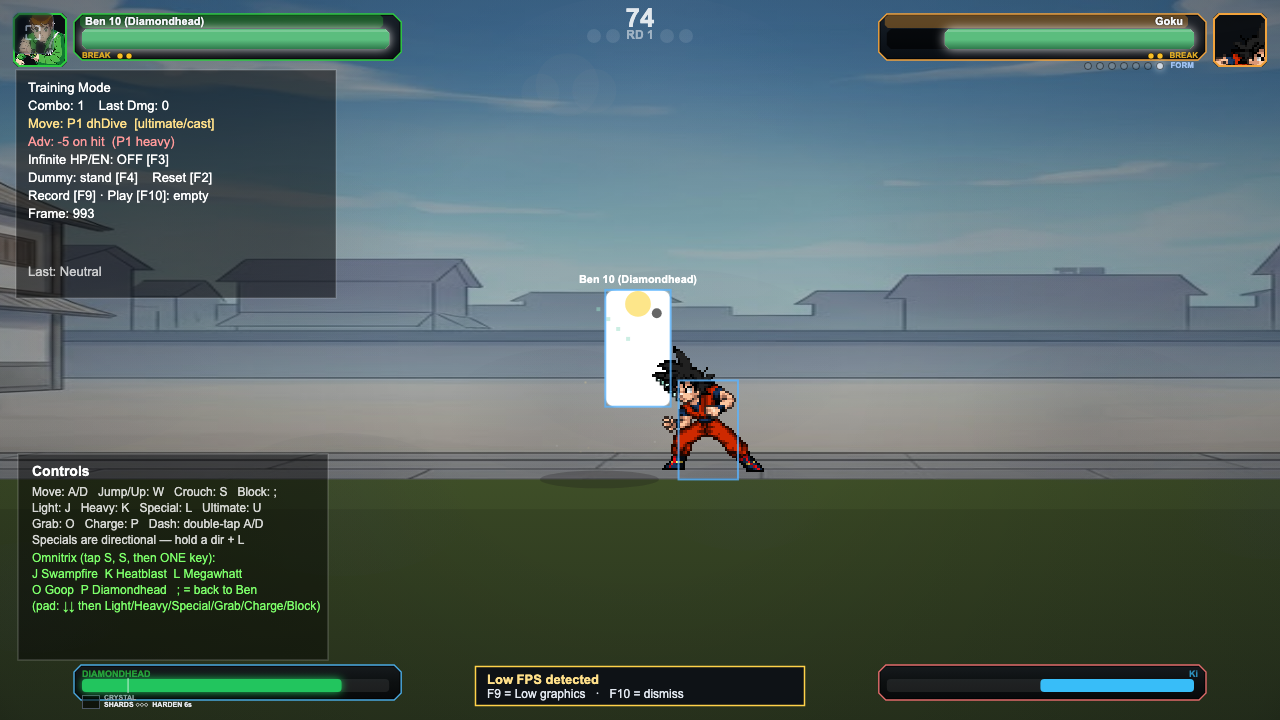 Ben 10 (Diamondhead)
BREAK
74
RD 1
Goku
BREAK
FORM
Training Mode
Combo: 1 Last Dmg: 0
Move: P1 dhDive [ultimate/cast]
Adv: -5 on hit (P1 heavy)
Infinite HP/EN: OFF [F3]
Dummy: stand [F4] Reset [F2]
Record [F9] · Play [F10]: empty
Frame: 993
Last: Neutral
Ben 10 (Diamondhead)
Controls
Move: A/D Jump/Up: W Crouch: S Block: ;
Light: J Heavy: K Special: L Ultimate: U
Grab: O Charge: P Dash: double-tap A/D
Specials are directional — hold a dir + L
Omnitrix (tap S, S, then ONE key):
J Swampfire K Heatblast L Megawhatt
O Goop P Diamondhead ; = back to Ben
(pad: ↓↓ then Light/Heavy/Special/Grab/Charge/Block)
DIAMONDHEAD
CRYSTAL
SHARDS ◇◇◇ HARDEN 6s
Low FPS detected
F9 = Low graphics · F10 = dismiss
Ki